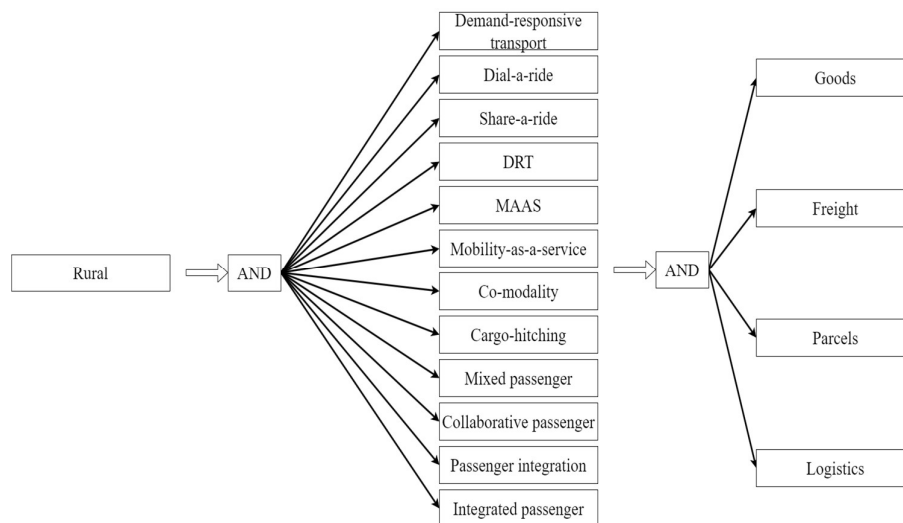 Rural
AND
Demand-responsive
transport
Dial-a-ride
Share-a-ride
DRT
MAAS
Mobility-as-a-service
Co-modality
Cargo-hitching
Mixed passenger
Collaborative passenger
Passenger integration
Integrated passenger
AND
Goods
Freight
Parcels
Logistics